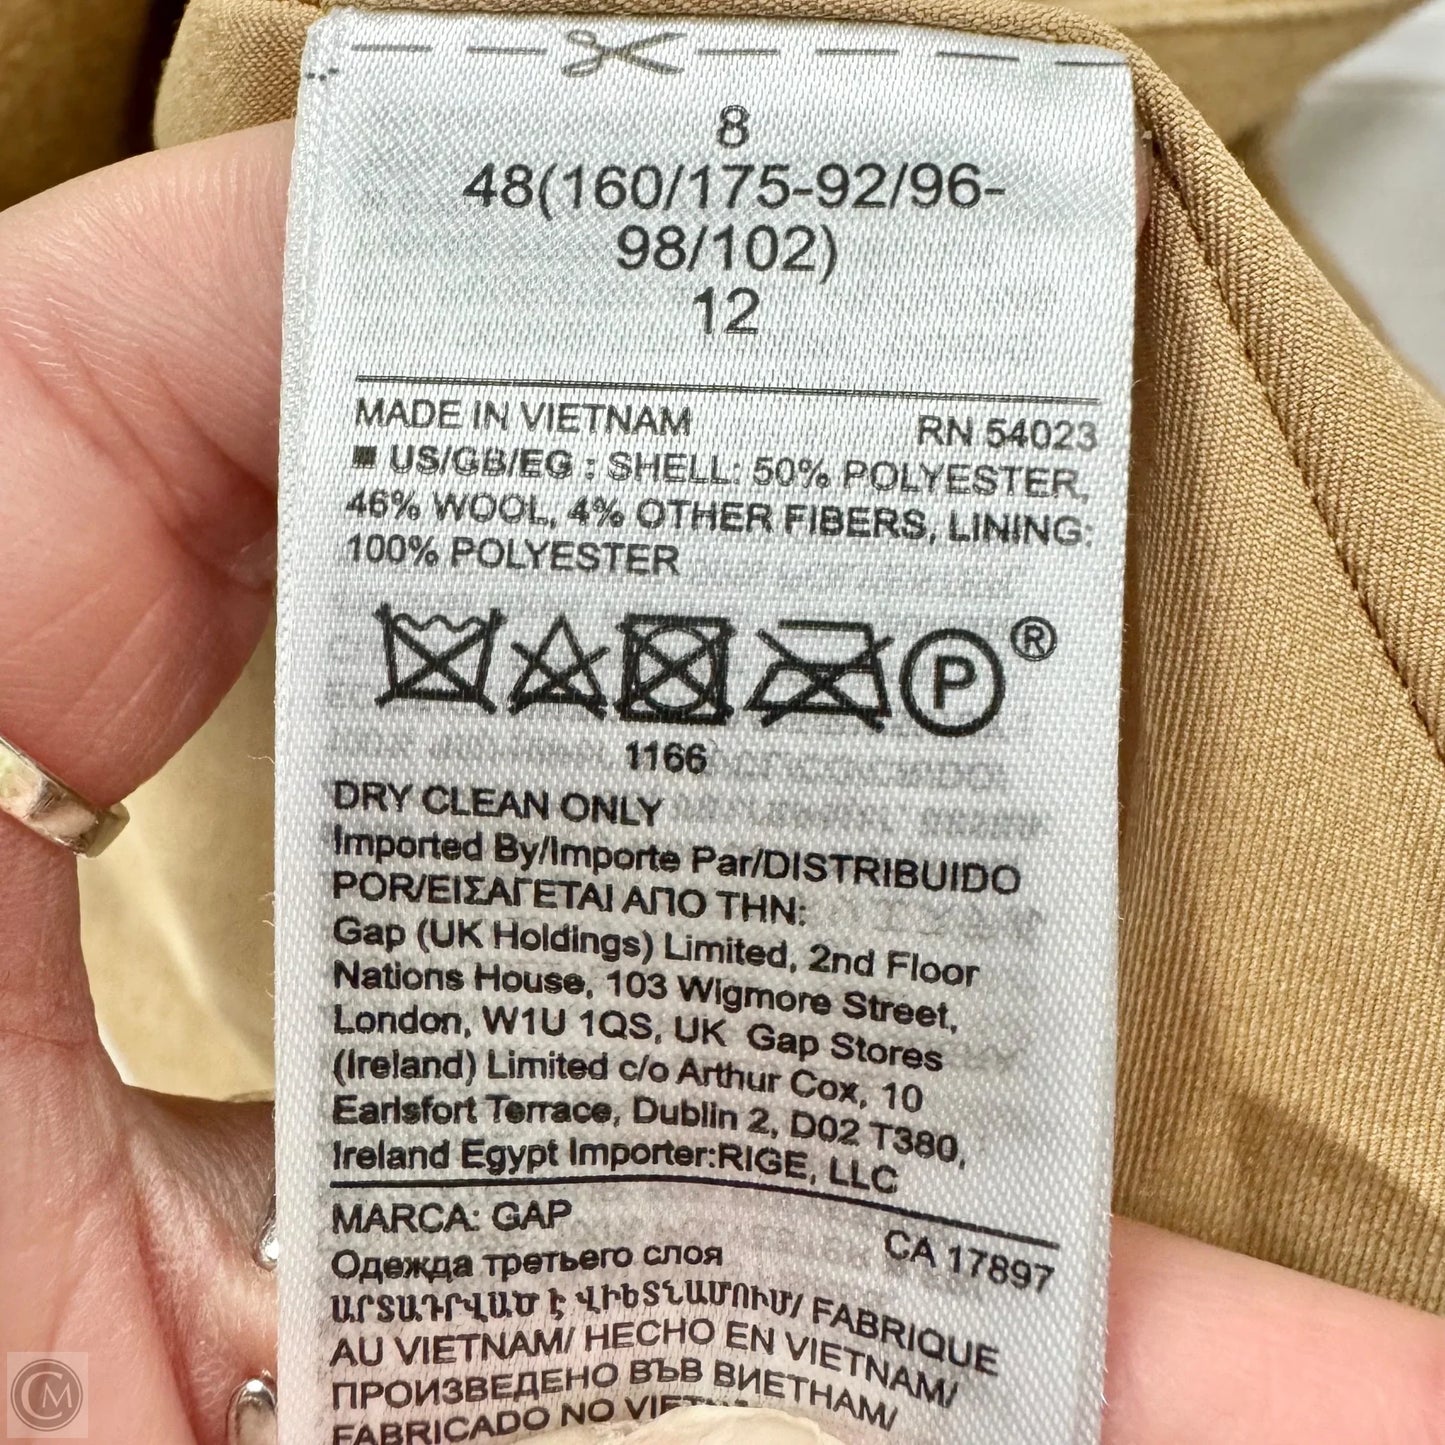 8
48(160/175-92/96-
98/102)
12
MADE IN VIETNAM RN 54023
US/GB/EG : SHELL: 50% POLYESTER,
46% WOOL, 4% OTHER FIBERS, LINING:
100% POLYESTER
P ®
1166
DRY CLEAN ONLY
Imported By/Importe Par/DISTRIBUIDO
POR/ΕΙΣΑΓΕΤΑΙ ΑΠΟ ΤΗΝ:
Gap (UK Holdings) Limited, 2nd Floor
Nations House, 103 Wigmore Street,
London, W1U 1QS, UK Gap Stores
(Ireland) Limited c/o Arthur Cox, 10
Earlsfort Terrace, Dublin 2, D02 T380,
Ireland Egypt Importer:RIGE, LLC
MARCA: GAP CA 17897
Одежда третьего слоя
ԱՐՏԱԴՐՎԱԾ Է ՎԻԵՏՆԱՄՈՒՄ/ FABRIQUE
AU VIETNAM/ HECHO EN VIETNAM/
ПРОИЗВЕДЕНО ВЪВ ВИЕТНАМ/
FABRICADO NO
CM